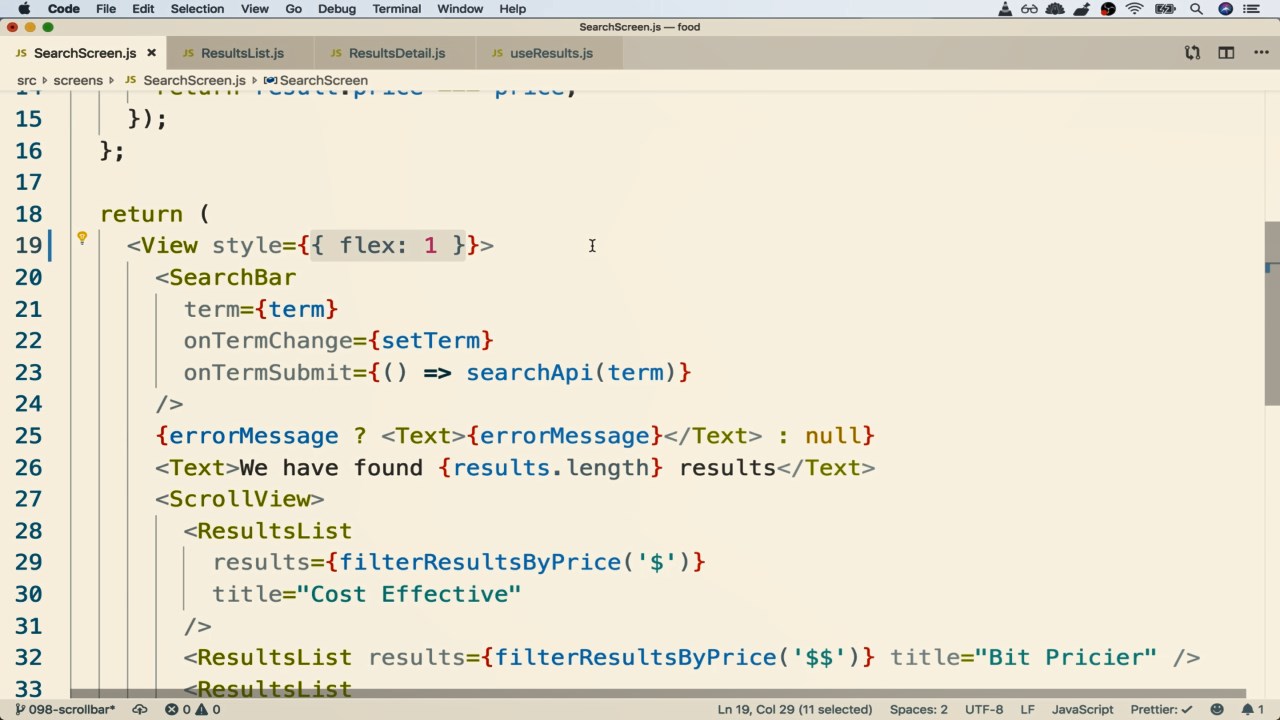 Code File Edit Selection View Go Debug Terminal Window Help
SearchScreen.js — food
JS SearchScreen.js × JS ResultsList.js JS ResultsDetail.js JS useResults.js
src › screens › JS SearchScreen.js › SearchScreen
14 return result.price === price;
15 });
16 };
17
18 return (
19 <View style={{ flex: 1 }}>
20 <SearchBar
21 term={term}
22 onTermChange={setTerm}
23 onTermSubmit={() => searchApi(term)}
24 />
25 {errorMessage ? <Text>{errorMessage}</Text> : null}
26 <Text>We have found {results.length} results</Text>
27 <ScrollView>
28 <ResultsList
29 results={filterResultsByPrice('$')}
30 title="Cost Effective"
31 />
32 <ResultsList results={filterResultsByPrice('$$')} title="Bit Pricier" />
33 <ResultsList
098-scrollbar* 0 0 Ln 19, Col 29 (11 selected) Spaces: 2 UTF-8 LF JavaScript Prettier: ✓ 1